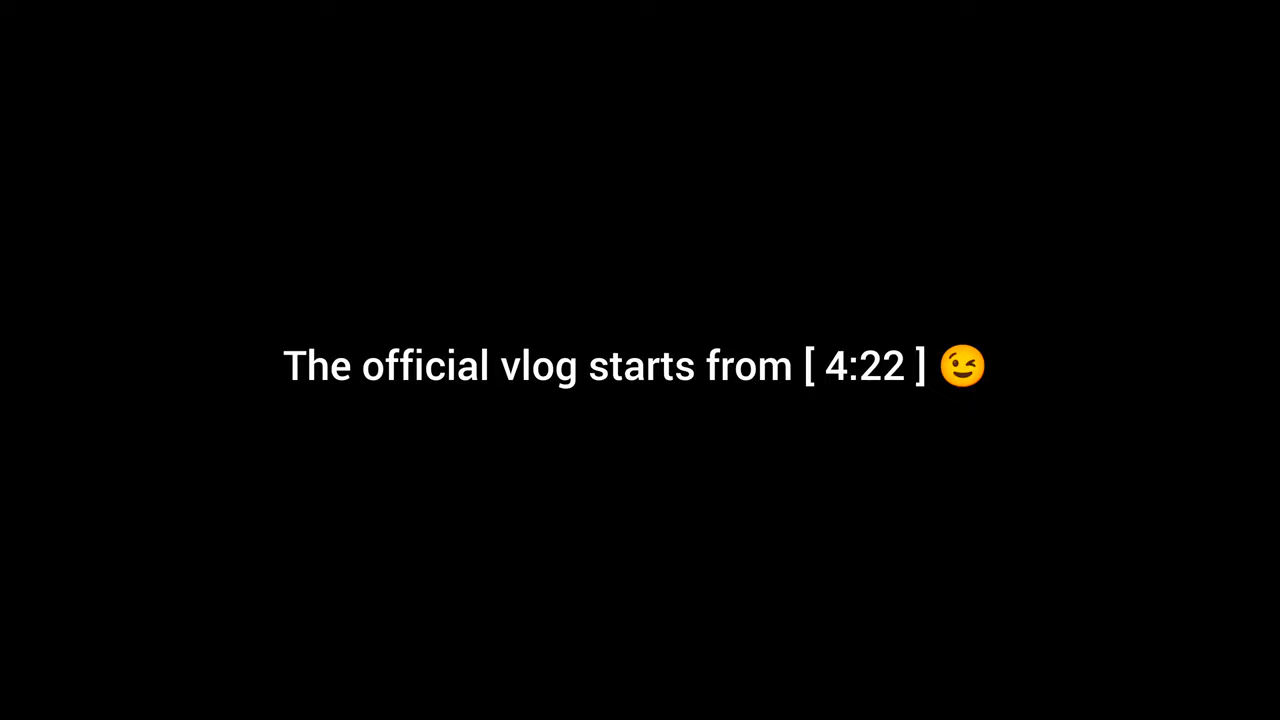 The official vlog starts from [ 4:22 ] 😉